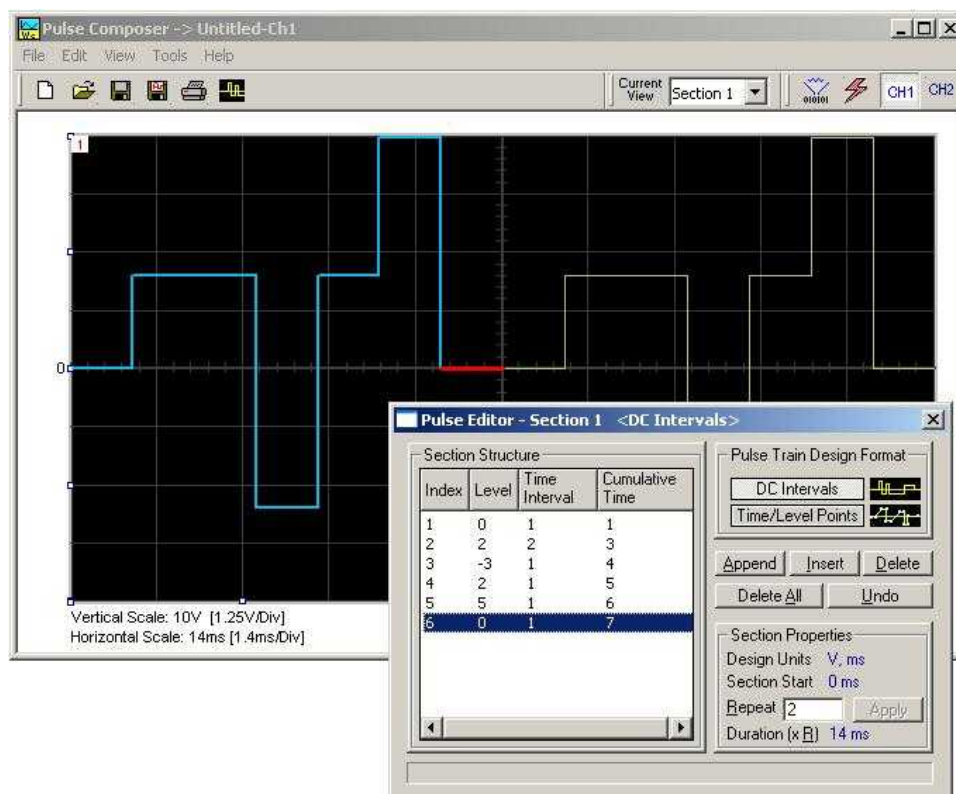 Pulse Composer -> Untitled-Ch1
File Edit View Tools Help
Current View Section 1
010101
CH1 CH2
1
0
Vertical Scale: 10V [1.25V/Div]
Horizontal Scale: 14ms [1.4ms/Div]
Pulse Editor - Section 1 <DC Intervals>
Section Structure
Index Level Time Interval Cumulative Time
1 0 1 1
2 2 2 3
3 -3 1 4
4 2 1 5
5 5 1 6
6 0 1 7
Pulse Train Design Format
DC Intervals
Time/Level Points
Append Insert Delete
Delete All Undo
Section Properties
Design Units V, ms
Section Start 0 ms
Repeat 2 Apply
Duration (x R) 14 ms